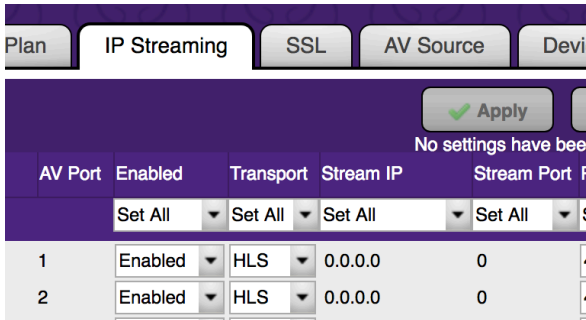 Plan IP Streaming SSL AV Source Devi
Apply
No settings have bee
AV Port Enabled Transport Stream IP Stream Port
Set All Set All Set All Set All
1 Enabled HLS 0.0.0.0 0
2 Enabled HLS 0.0.0.0 0